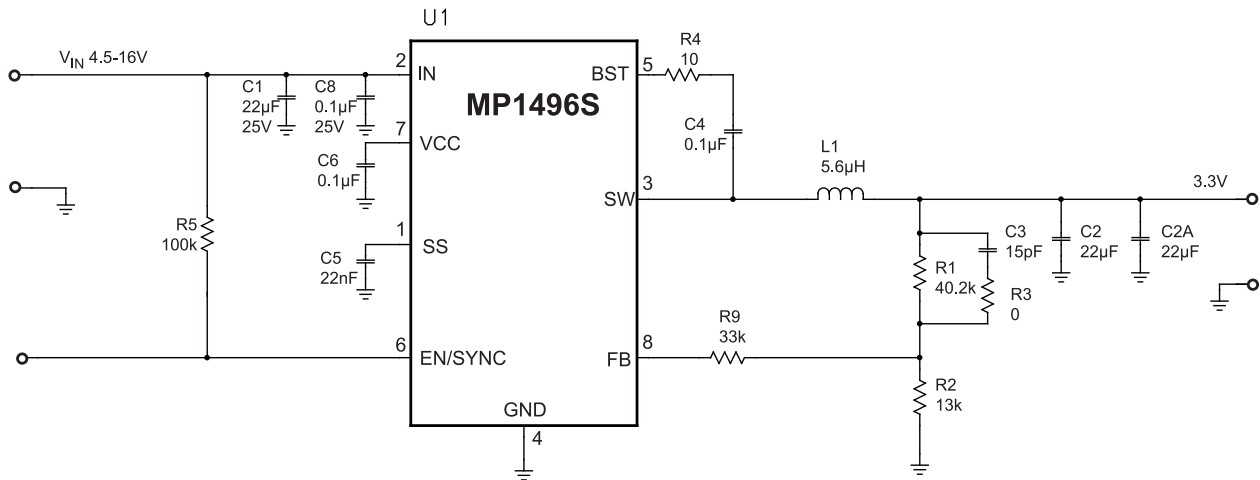 U1
V_IN 4.5-16V
2
IN
C1
22µF
25V
C8
0.1µF
25V
MP1496S
BST
5
R4
10
C4
0.1µF
7
VCC
C6
0.1µF
L1
5.6µH
SW
3
3.3V
R5
100k
1
SS
C5
22nF
R1
40.2k
C3
15pF
R3
0
C2
22µF
C2A
22µF
6
EN/SYNC
FB
8
R9
33k
R2
13k
GND
4